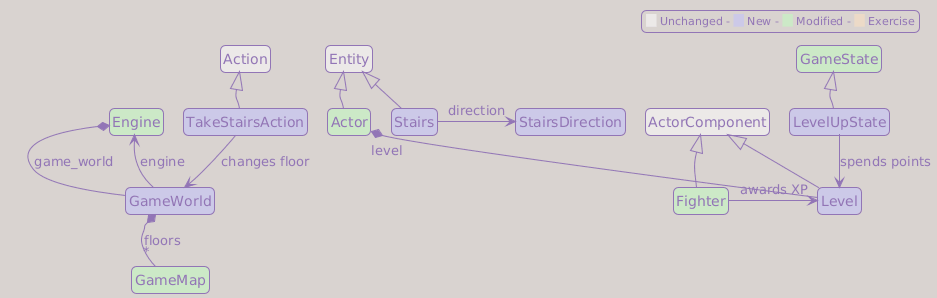 Unchanged - New - Modified - Exercise
Action
Entity
GameState
Engine
TakeStairsAction
Actor
Stairs
direction
StairsDirection
ActorComponent
LevelUpState
level
game_world
engine
changes floor
spends points
GameWorld
Fighter
awards XP
Level
floors
*
GameMap